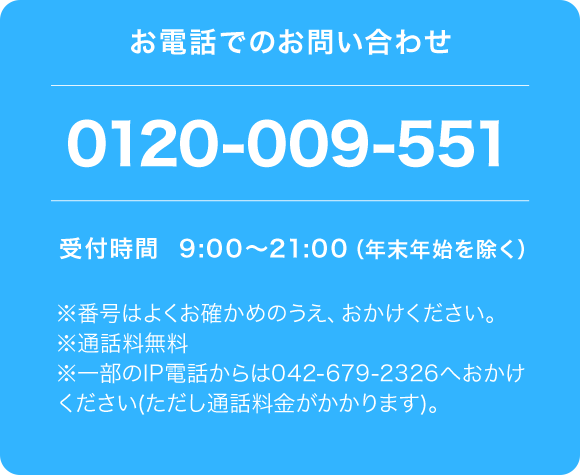 お電話でのお問い合わせ
0120-009-551
受付時間 9:00〜21:00（年末年始を除く）
※番号はよくお確かめのうえ、おかけください。
※通話料無料
※一部のIP電話からは042-679-2326へおかけ
ください(ただし通話料金がかかります)。